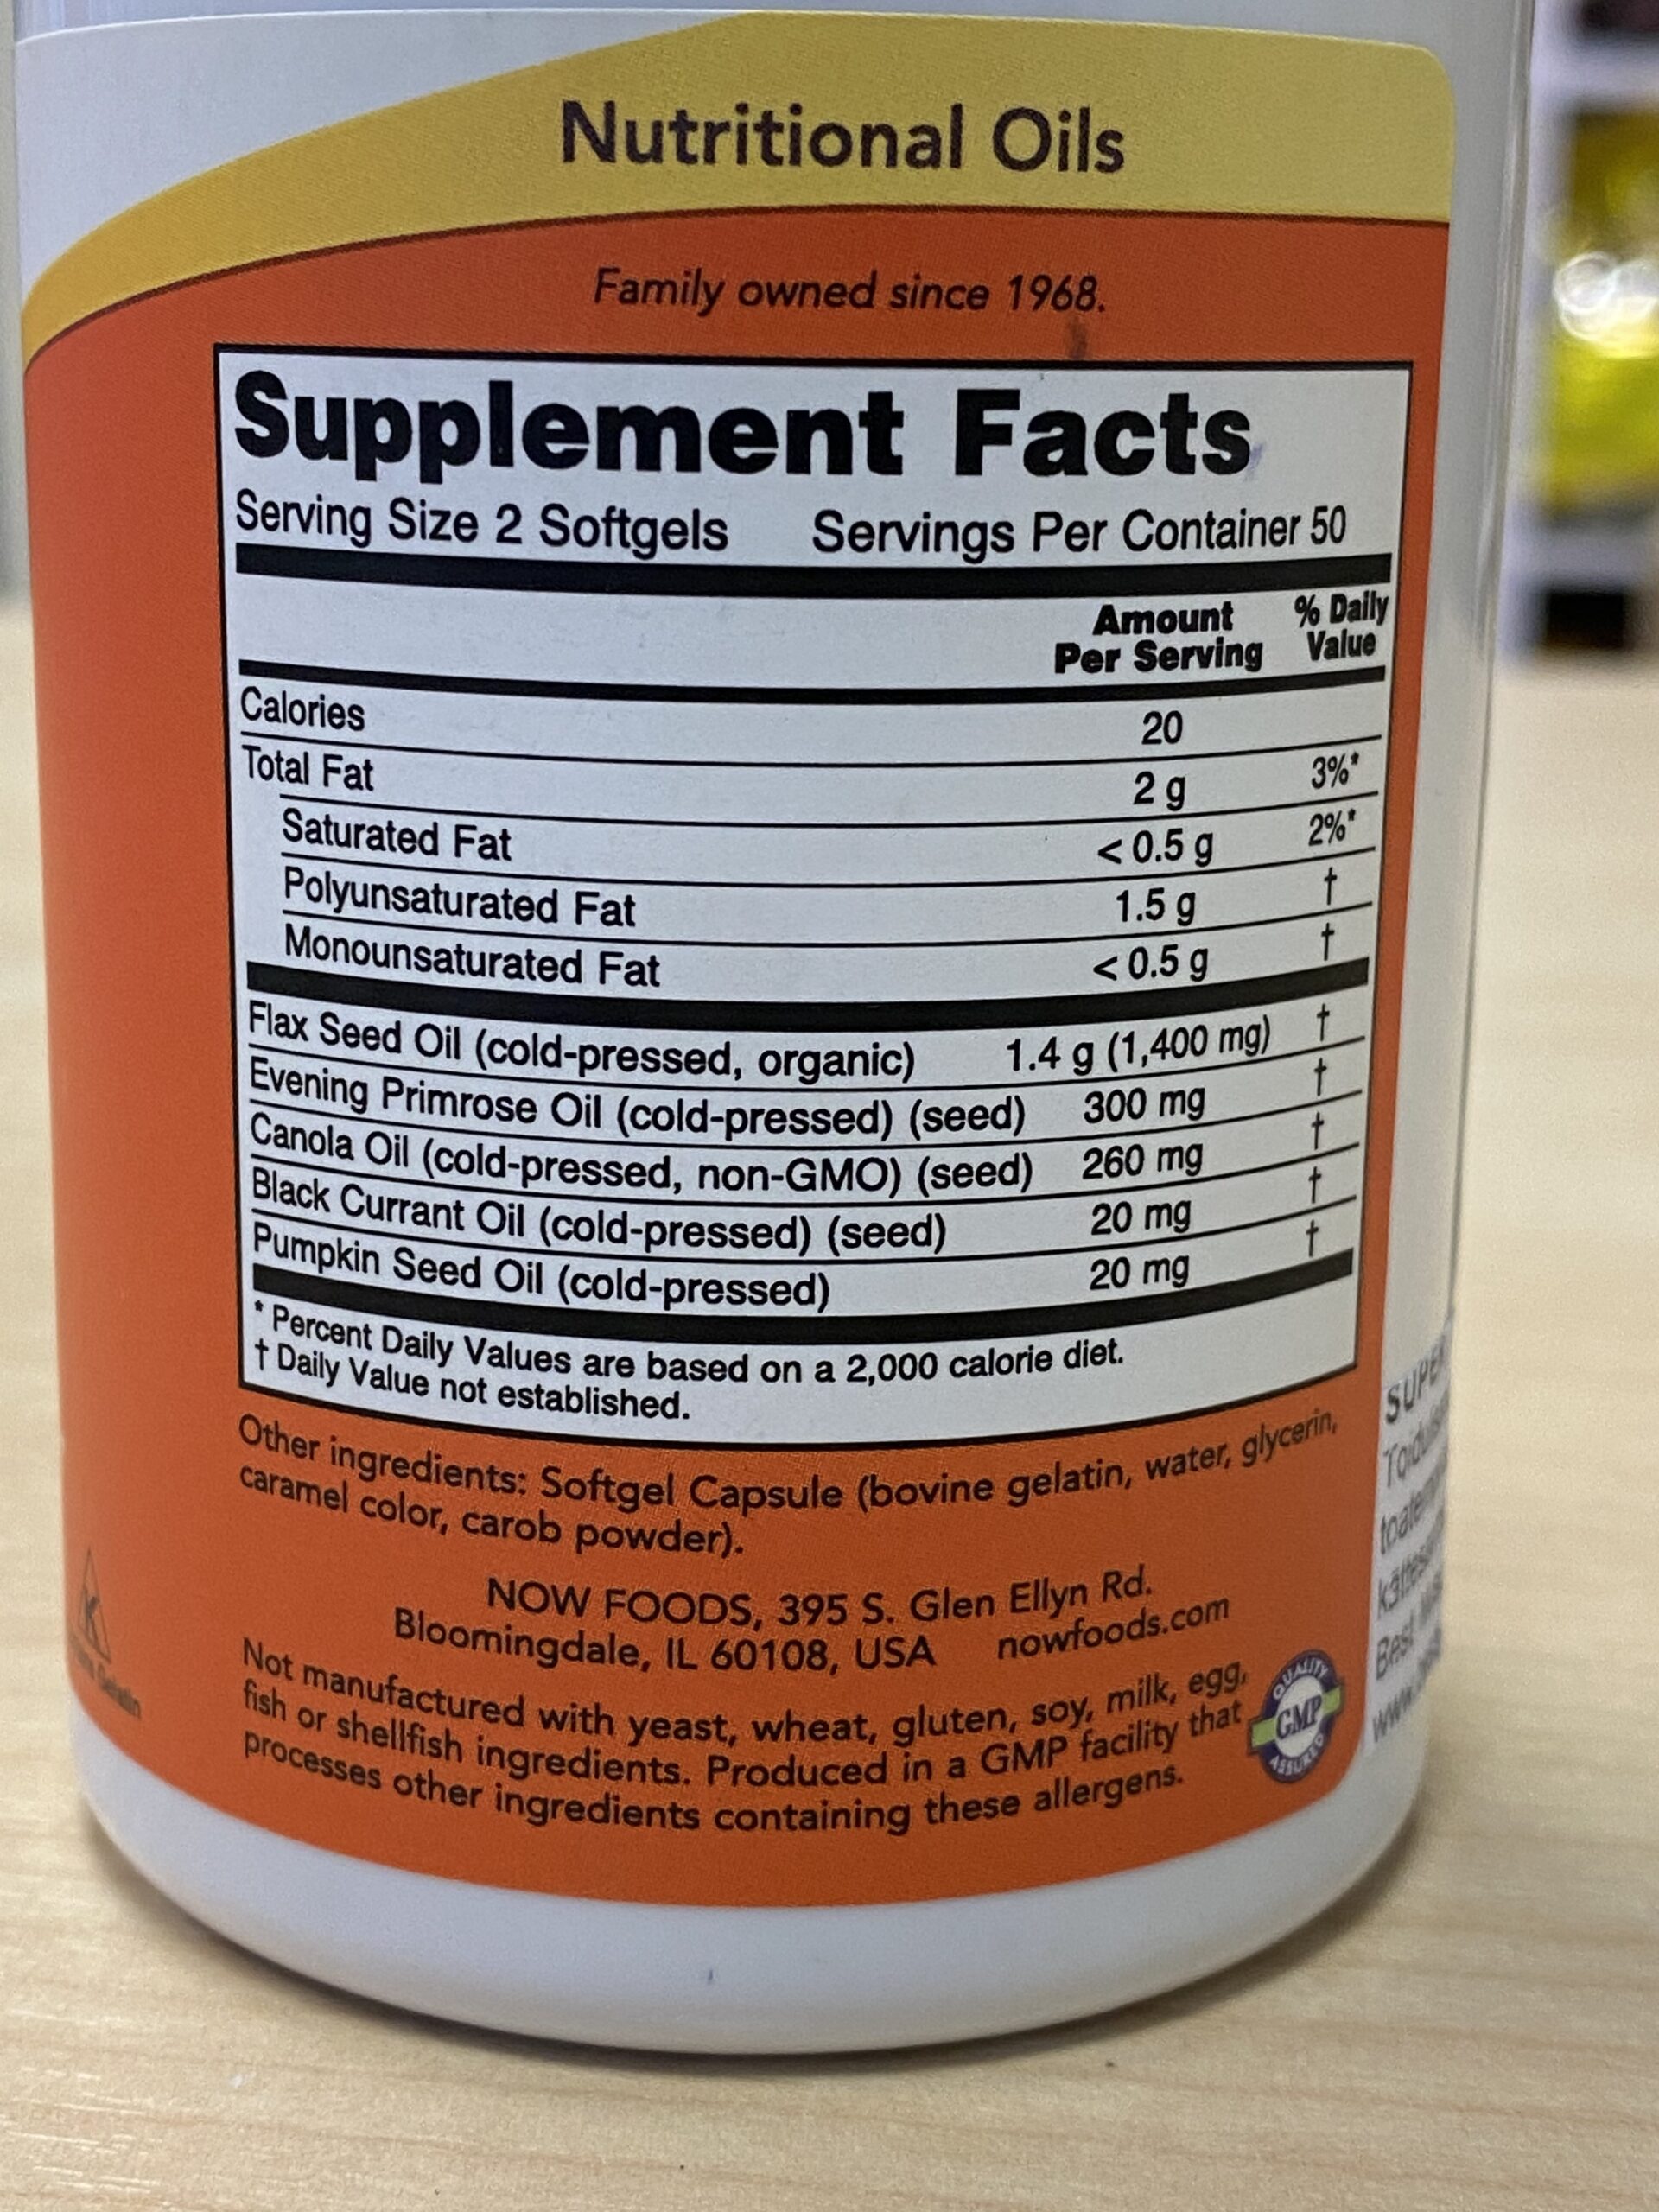 Nutritional Oils
Family owned since 1968.
Supplement Facts
Serving Size 2 Softgels Servings Per Container 50
Amount Per Serving % Daily Value
Calories 20
Total Fat 2 g 3%*
Saturated Fat < 0.5 g 2%*
Polyunsaturated Fat 1.5 g †
Monounsaturated Fat < 0.5 g †
Flax Seed Oil (cold-pressed, organic) 1.4 g (1,400 mg) †
Evening Primrose Oil (cold-pressed) (seed) 300 mg †
Canola Oil (cold-pressed, non-GMO) (seed) 260 mg †
Black Currant Oil (cold-pressed) (seed) 20 mg †
Pumpkin Seed Oil (cold-pressed) 20 mg †
* Percent Daily Values are based on a 2,000 calorie diet.
† Daily Value not established.
Other ingredients: Softgel Capsule (bovine gelatin, water, glycerin,
caramel color, carob powder).
NOW FOODS, 395 S. Glen Ellyn Rd.
Bloomingdale, IL 60108, USA nowfoods.com
Not manufactured with yeast, wheat, gluten, soy, milk, egg,
fish or shellfish ingredients. Produced in a GMP facility that
processes other ingredients containing these allergens.
QUALITY
GMP
ASSURED
K
Gelatin